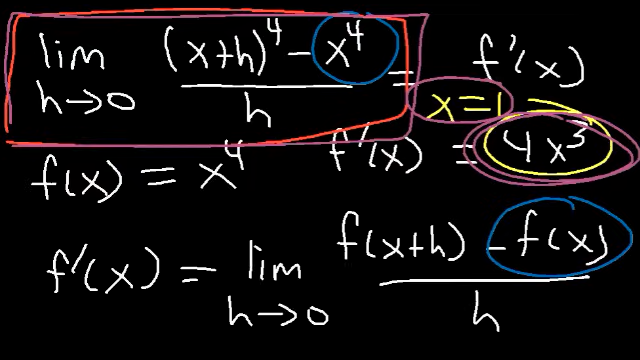 lim h→0 ((x+h)^4 − x^4)/h = f'(x)
x=1
f(x) = x^4 f'(x) = 4x^3
f'(x) = lim h→0 (f(x+h) − f(x))/h